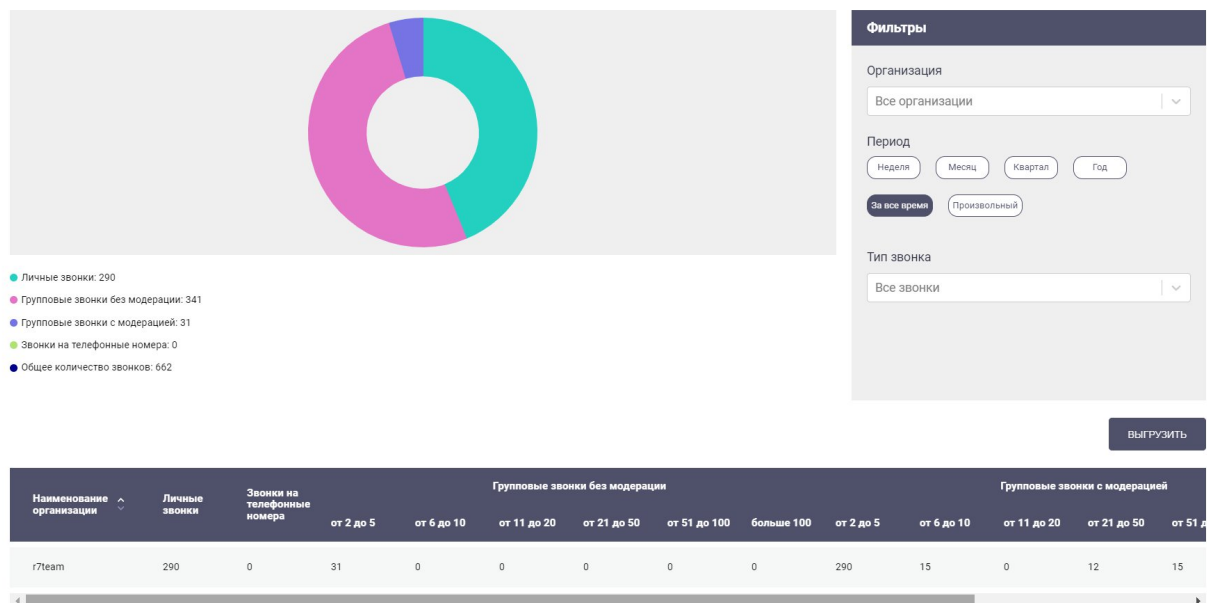 Фильтры
Организация
Все организации
Период
Неделя Месяц Квартал Год
За все время Произвольный
Тип звонка
Все звонки
Личные звонки: 290
Групповые звонки без модерации: 341
Групповые звонки с модерацией: 31
Звонки на телефонные номера: 0
Общее количество звонков: 662
ВЫГРУЗИТЬ
Групповые звонки без модерации Групповые звонки с модерацией
Наименование организации Личные звонки Звонки на телефонные номера
от 2 до 5 от 6 до 10 от 11 до 20 от 21 до 50 от 51 до 100 больше 100 от 2 до 5 от 6 до 10 от 11 до 20 от 21 до 50 от 51
r7team 290 0 31 0 0 0 0 0 290 15 0 12 15